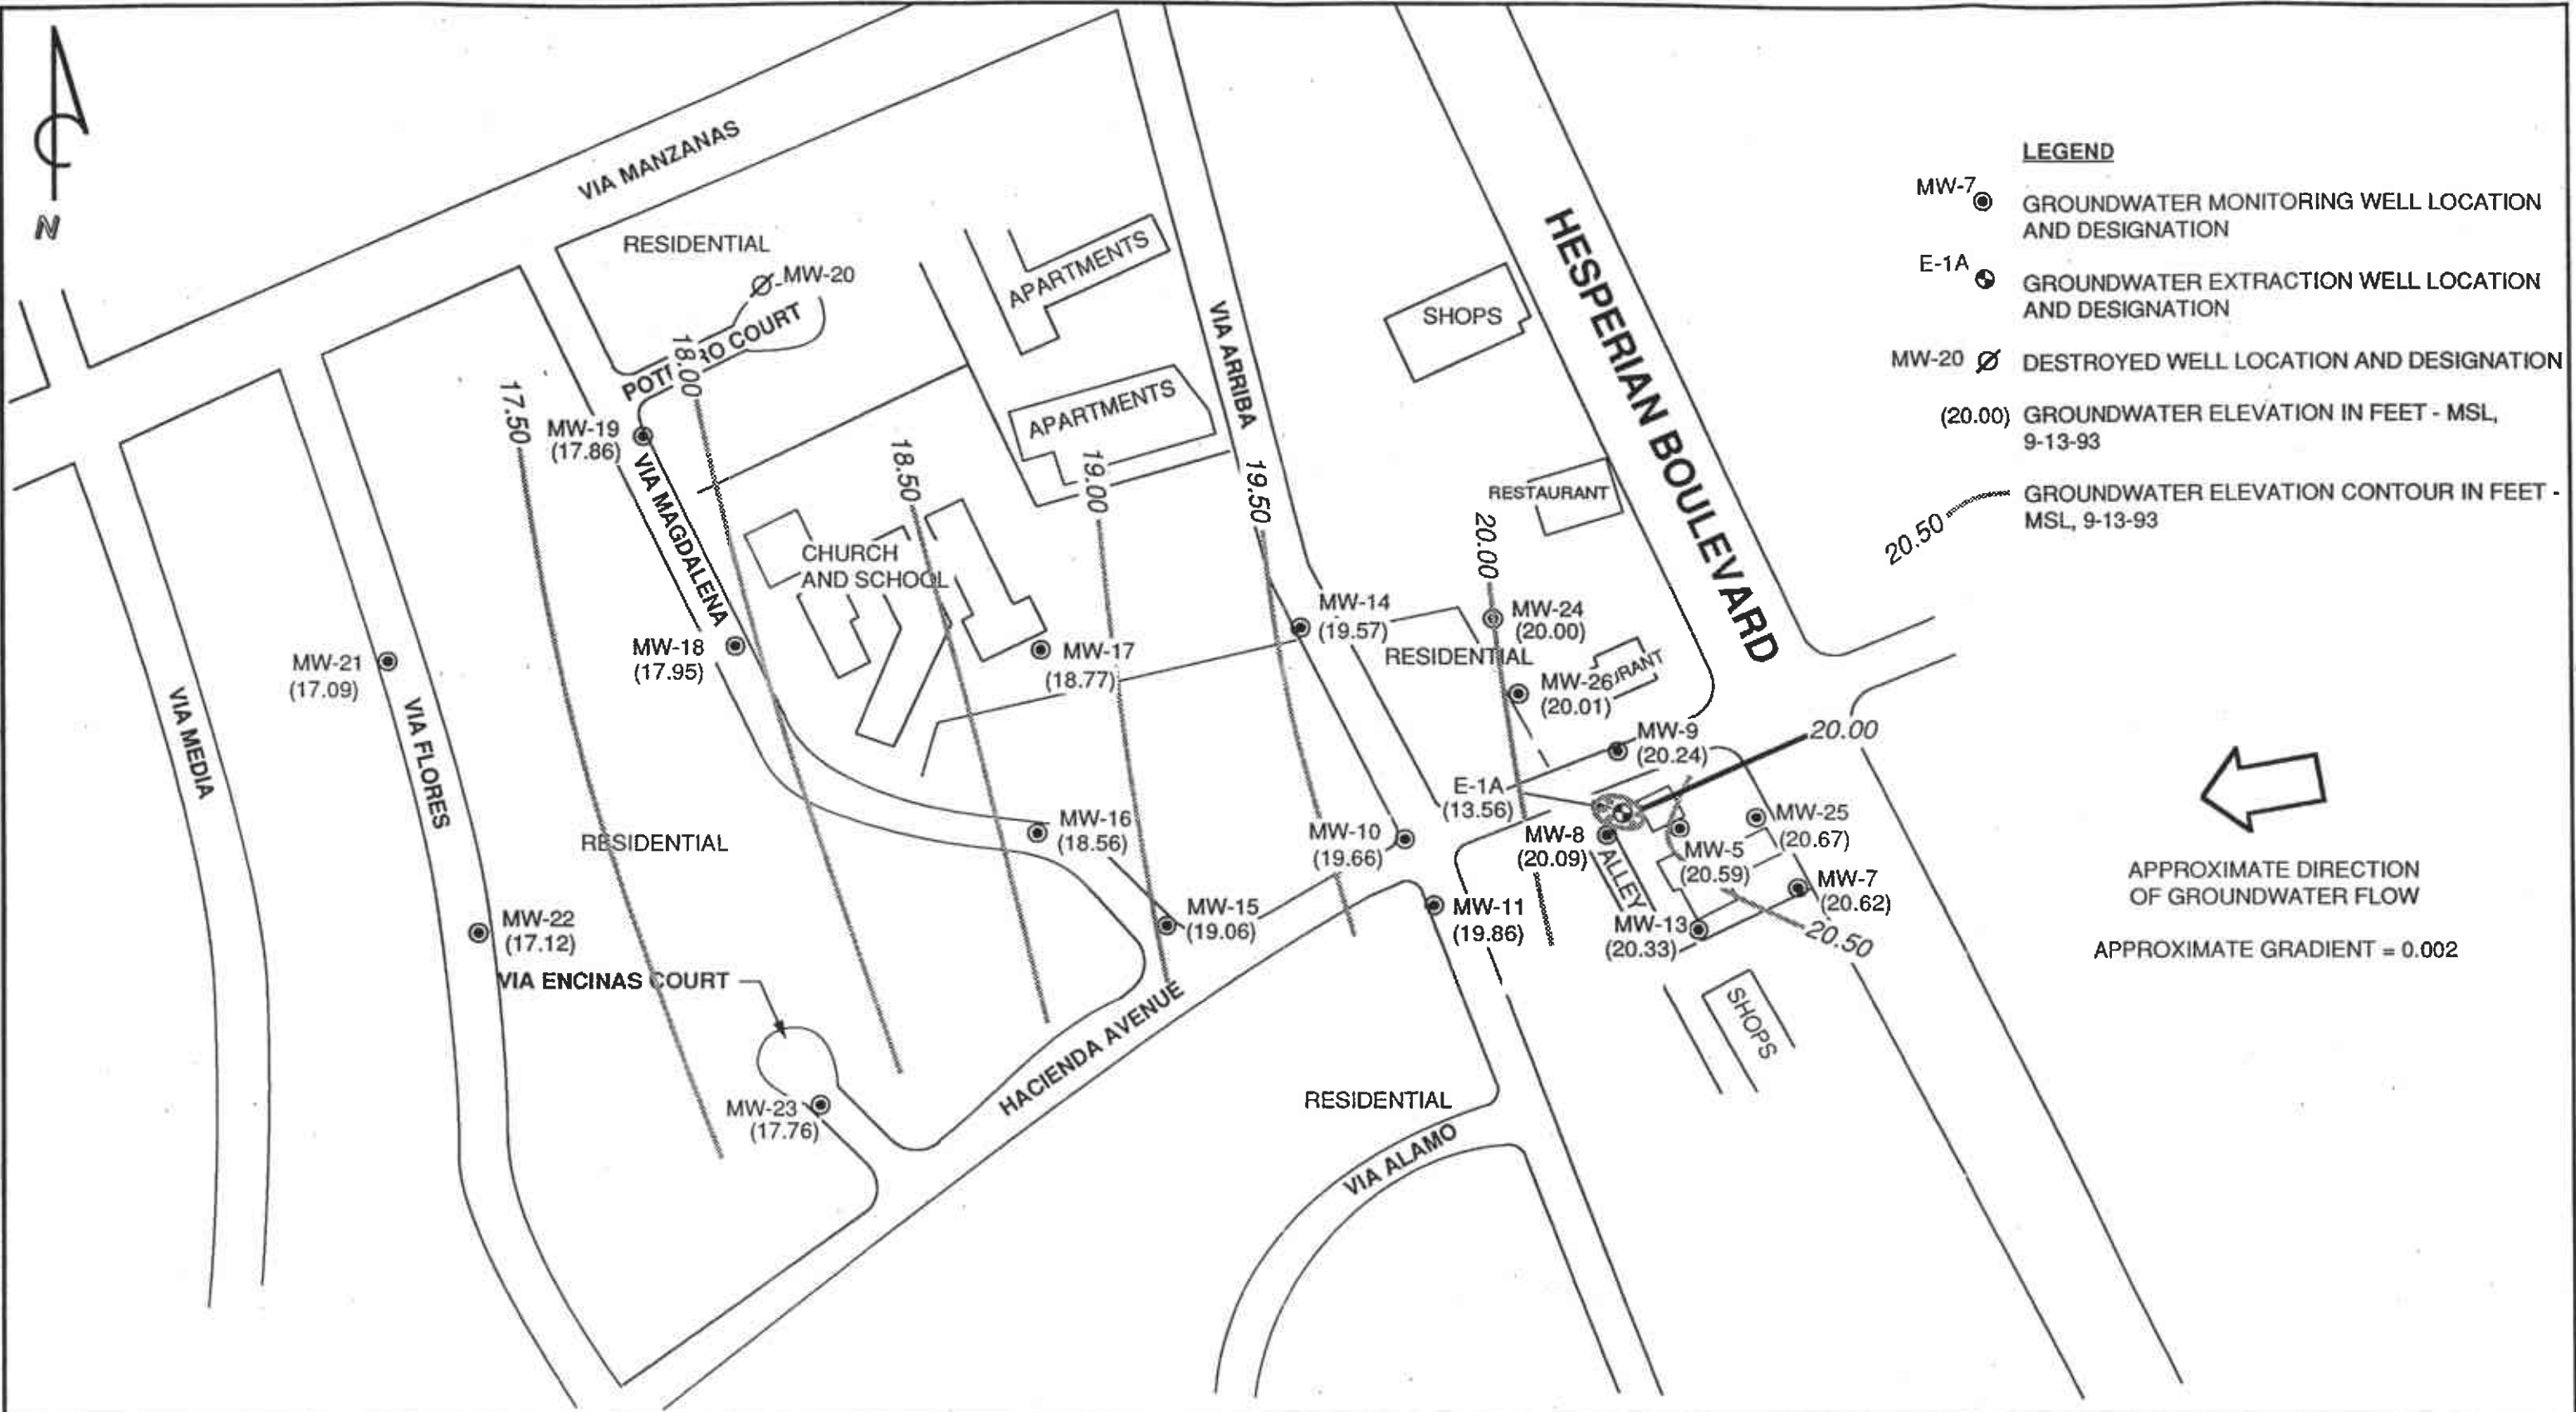 N
VIA MANZANAS
RESIDENTIAL
MW-20
APARTMENTS
18.00
COURT
VIA ARRIBA
SHOPS
HESPERIAN BOULEVARD
17.50
MW-19
(17.86)
VIA MAGDALENA
APARTMENTS
18.50
19.00
19.50
20.00
RESTAURANT
CHURCH
AND SCHOOL
MW-14
(19.57)
MW-24
(20.00)
RESIDENTIAL
MW-18
(17.95)
MW-17
(18.77)
MW-21
(17.09)
MW-26
(20.01)
VIA MEDIA
VIA FLORES
MW-9
(20.24)
20.00
E-1A
(13.56)
MW-25
(20.67)
MW-16
(18.56)
MW-10
(19.66)
MW-8
(20.09)
ALLEY
MW-5
(20.59)
RESIDENTIAL
MW-7
(20.62)
MW-15
(19.06)
MW-11
(19.86)
MW-13
(20.33)
20.50
MW-22
(17.12)
VIA ENCINAS COURT
HACIENDA AVENUE
SHOPS
MW-23
(17.76)
RESIDENTIAL
VIA ALAMO
LEGEND
MW-7
GROUNDWATER MONITORING WELL LOCATION
AND DESIGNATION
E-1A
GROUNDWATER EXTRACTION WELL LOCATION
AND DESIGNATION
MW-20 DESTROYED WELL LOCATION AND DESIGNATION
(20.00) GROUNDWATER ELEVATION IN FEET - MSL,
9-13-93
20.50
GROUNDWATER ELEVATION CONTOUR IN FEET -
MSL, 9-13-93
APPROXIMATE DIRECTION
OF GROUNDWATER FLOW
APPROXIMATE GRADIENT = 0.002